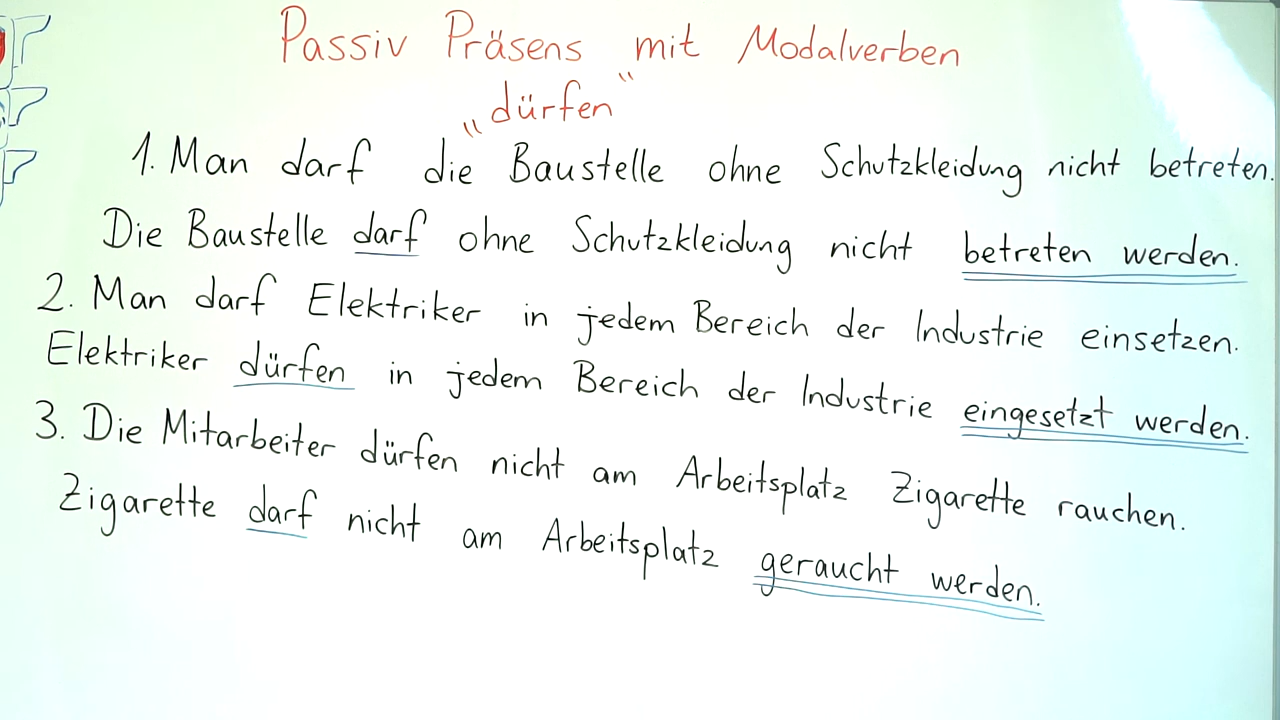 Passiv Präsens mit Modalverben
"dürfen"
1. Man darf die Baustelle ohne Schutzkleidung nicht betreten.
Die Baustelle darf ohne Schutzkleidung nicht betreten werden.
2. Man darf Elektriker in jedem Bereich der Industrie einsetzen.
Elektriker dürfen in jedem Bereich der Industrie eingesetzt werden.
3. Die Mitarbeiter dürfen nicht am Arbeitsplatz Zigarette rauchen.
Zigarette darf nicht am Arbeitsplatz geraucht werden.